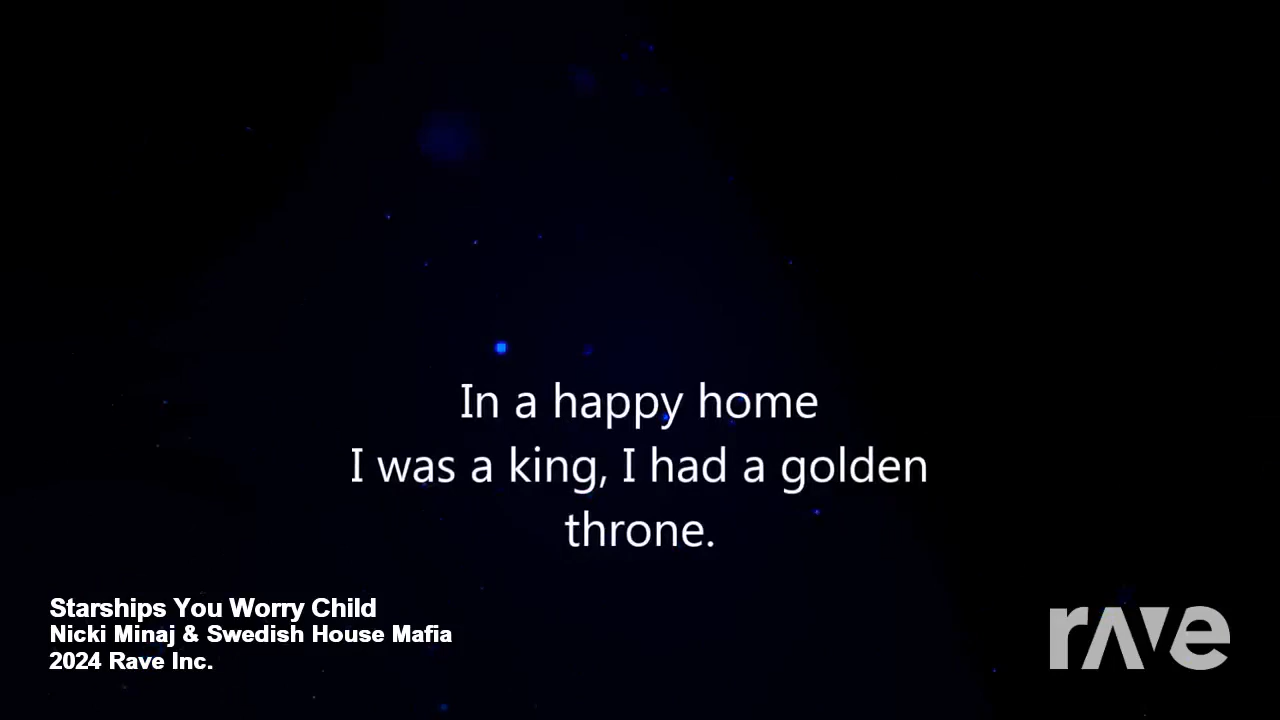 In a happy home
I was a king, I had a golden
throne.
Starships You Worry Child
Nicki Minaj & Swedish House Mafia
2024 Rave Inc.
rave